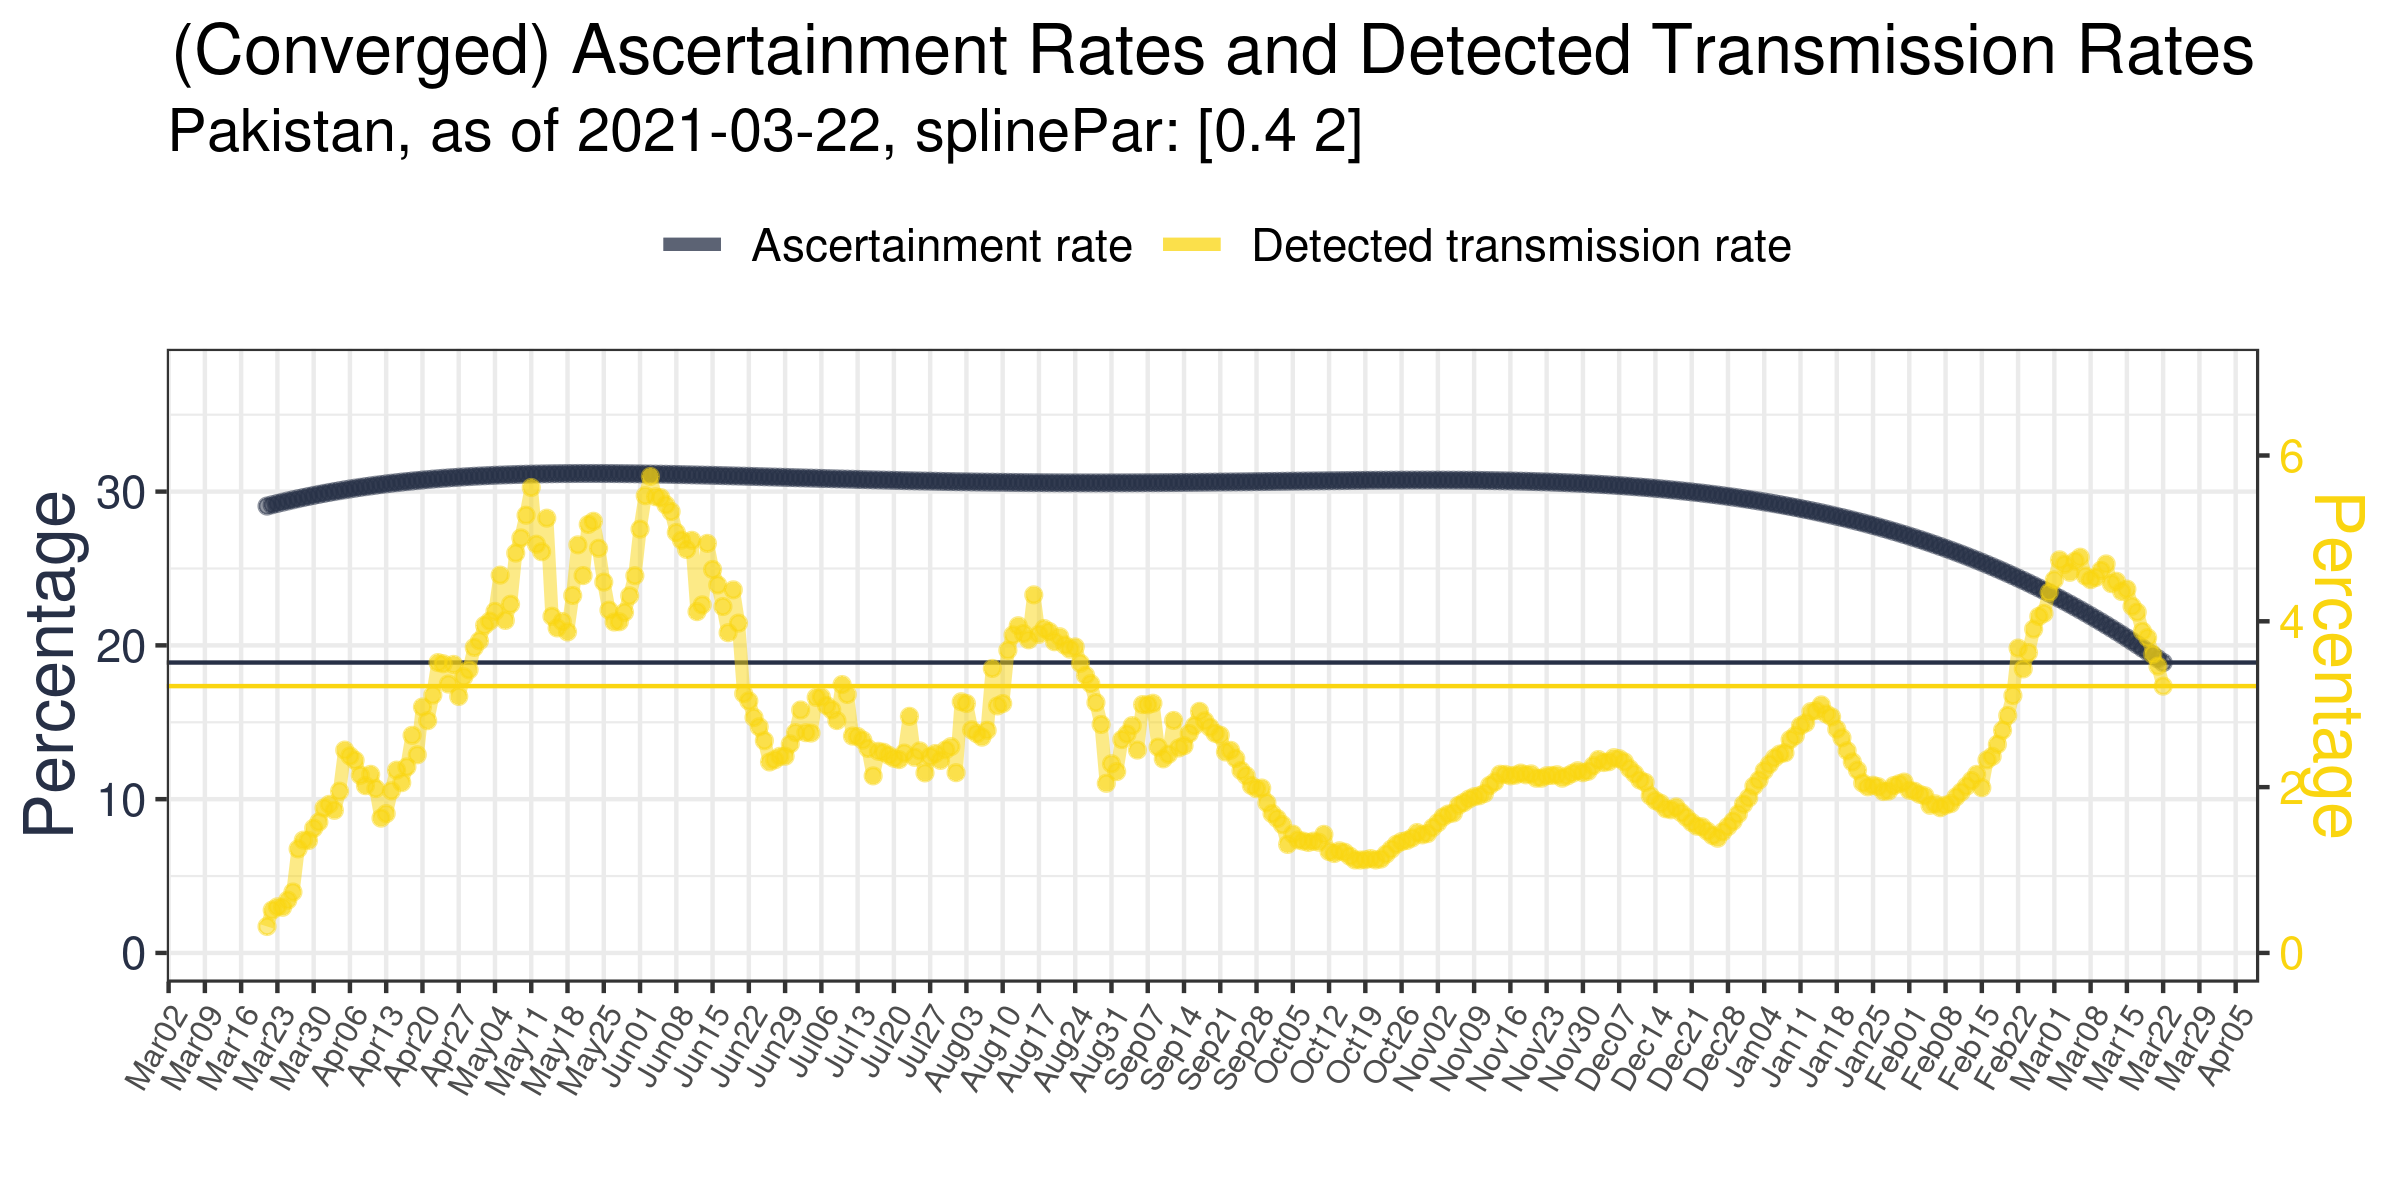 (Converged) Ascertainment Rates and Detected Transmission Rates
Pakistan, as of 2021-03-22, splinePar: [0.4 2]
Ascertainment rate
Detected transmission rate
Percentage
30
20
10
0
6
4
2
0
Percentage
Mar02
Mar09
Mar16
Mar23
Mar30
Apr06
Apr13
Apr20
Apr27
May04
May11
May18
May25
Jun01
Jun08
Jun15
Jun22
Jun29
Jul06
Jul13
Jul20
Jul27
Aug03
Aug10
Aug17
Aug24
Aug31
Sep07
Sep14
Sep21
Sep28
Oct05
Oct12
Oct19
Oct26
Nov02
Nov09
Nov16
Nov23
Nov30
Dec07
Dec14
Dec21
Dec28
Jan04
Jan11
Jan18
Jan25
Feb01
Feb08
Feb15
Feb22
Mar01
Mar08
Mar15
Mar22
Mar29
Apr05